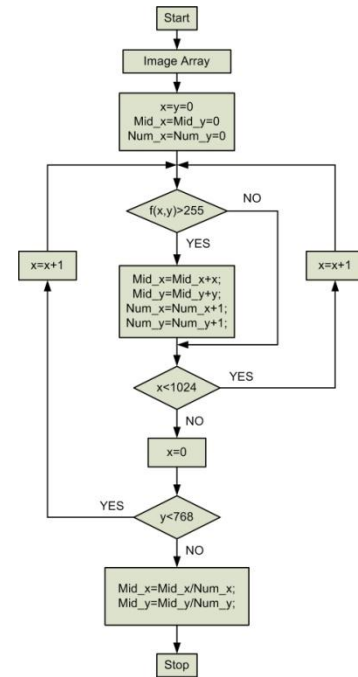 Start
Image Array
x=y=0
Mid_x=Mid_y=0
Num_x=Num_y=0
f(x,y)>255
NO
YES
x=x+1
x=x+1
Mid_x=Mid_x+x;
Mid_y=Mid_y+y;
Num_x=Num_x+1;
Num_y=Num_y+1;
x<1024
YES
NO
x=0
YES
y<768
NO
Mid_x=Mid_x/Num_x;
Mid_y=Mid_y/Num_y;
Stop